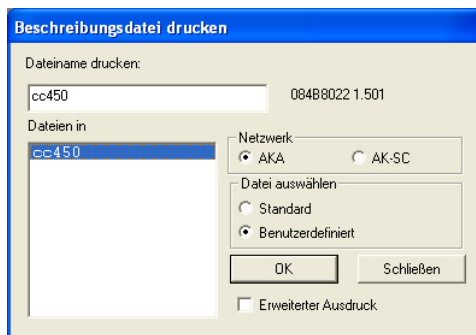 Beschreibungsdatei drucken
Dateiname drucken:
cc450
084B8022 1.501
Dateien in
cc450
Netzwerk
AKA
AK-SC
Datei auswählen
Standard
Benutzerdefiniert
OK
Schließen
Erweiterter Ausdruck